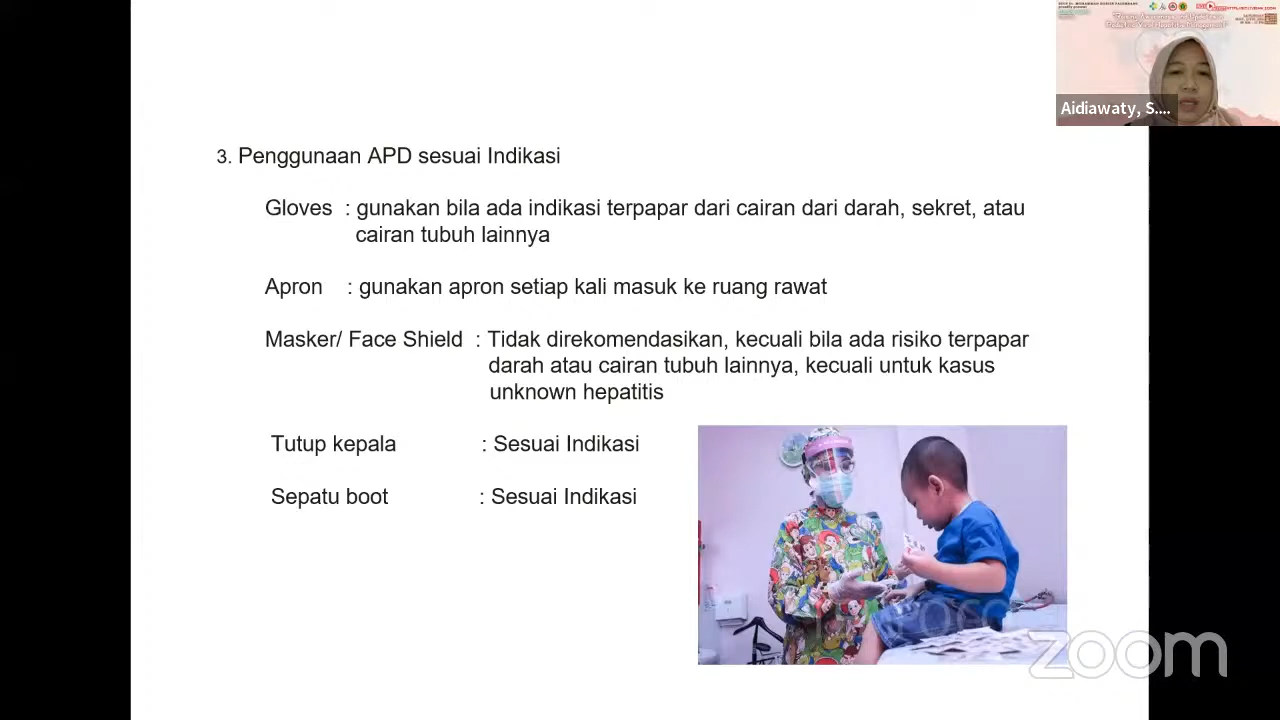 Aidiawaty, S....
3. Penggunaan APD sesuai Indikasi
Gloves : gunakan bila ada indikasi terpapar dari cairan dari darah, sekret, atau
cairan tubuh lainnya
Apron : gunakan apron setiap kali masuk ke ruang rawat
Masker/ Face Shield : Tidak direkomendasikan, kecuali bila ada risiko terpapar
darah atau cairan tubuh lainnya, kecuali untuk kasus
unknown hepatitis
Tutup kepala : Sesuai Indikasi
Sepatu boot : Sesuai Indikasi
zoom